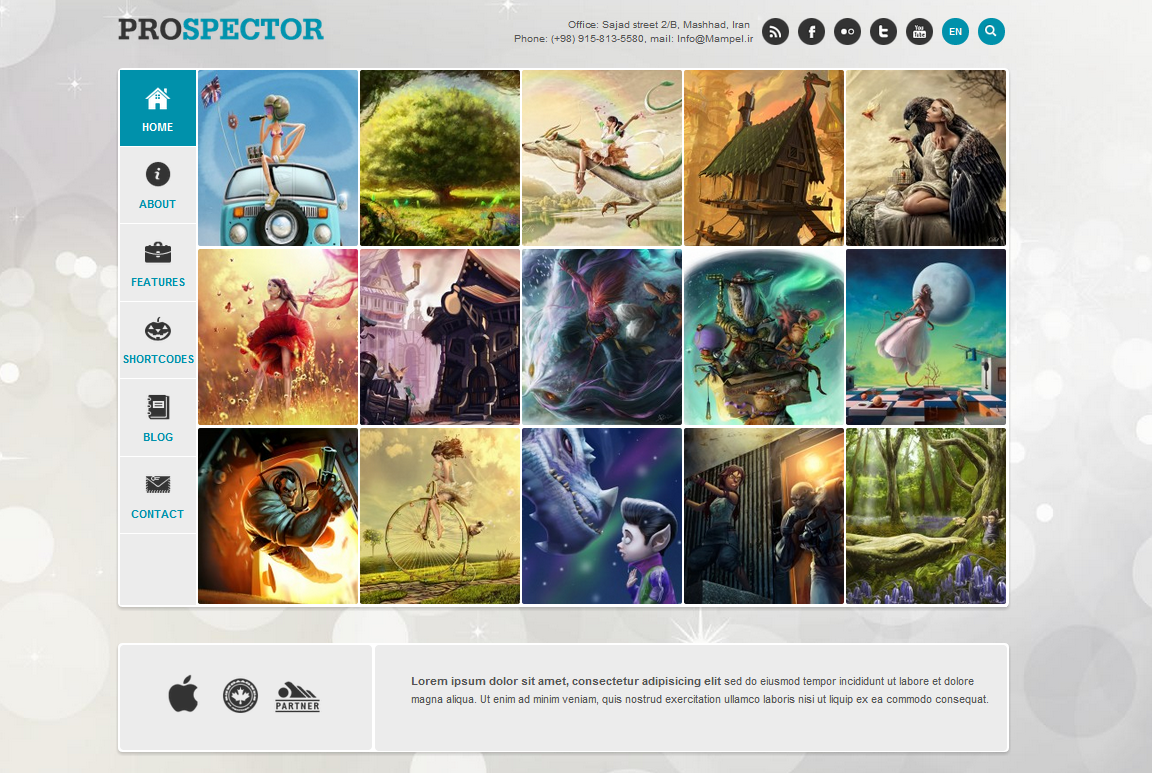 PROSPECTOR
Office: Sajad street 2/B, Mashhad, Iran
Phone: (+98) 915-813-5580, mail: Info@Mampel.ir
You
Tube
EN
HOME
ABOUT
FEATURES
SHORTCODES
BLOG
CONTACT
PARTNER
Lorem ipsum dolor sit amet, consectetur adipisicing elit sed do eiusmod tempor incididunt ut labore et dolore
magna aliqua. Ut enim ad minim veniam, quis nostrud exercitation ullamco laboris nisi ut liquip ex ea commodo consequat.